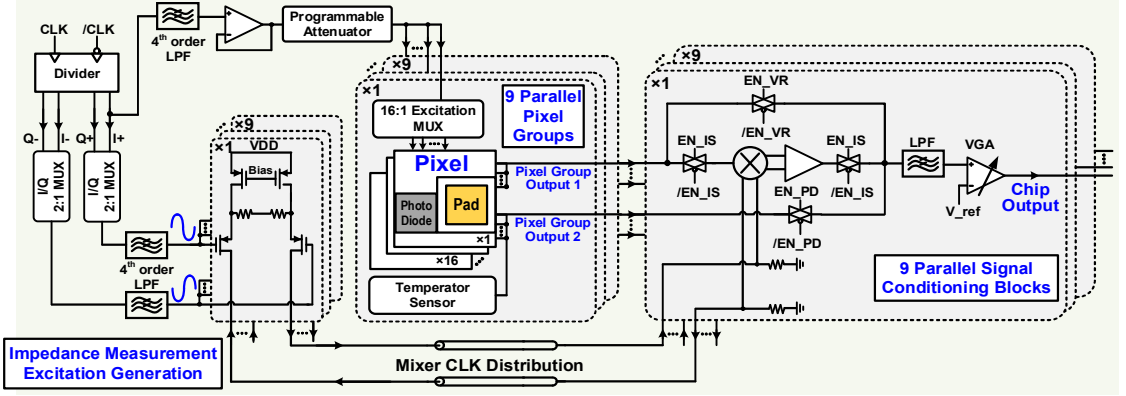 CLK
/CLK
Divider
Q-
I-
Q+
I+
I/Q
2:1 MUX
I/Q
2:1 MUX
4th order
LPF
4th order
LPF
Programmable
Attenuator
×9
×1
VDD
Bias
Impedance Measurement
Excitation Generation
×9
×1
16:1 Excitation
MUX
9 Parallel
Pixel
Groups
Pixel
Photo
Diode
Pad
×1
×16
Temperator
Sensor
Pixel Group
Output 1
Pixel Group
Output 2
Mixer CLK Distribution
×9
×1
EN_VR
/EN_VR
EN_IS
/EN_IS
EN_IS
/EN_IS
EN_PD
/EN_PD
LPF
VGA
V_ref
Chip
Output
9 Parallel Signal
Conditioning Blocks